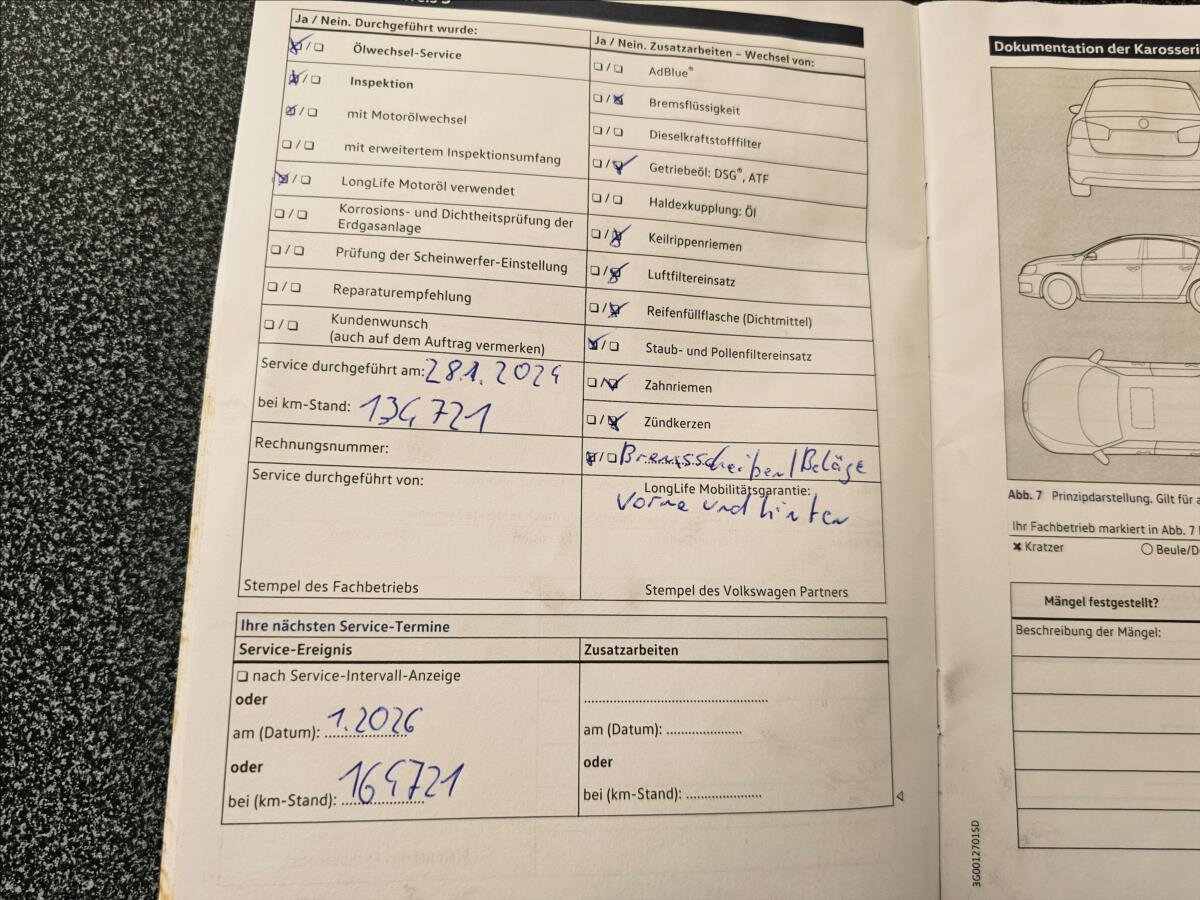 Ja / Nein. Durchgeführt wurde:
☒/❏ Ölwechsel-Service
☒/❏ Inspektion
☒/❏ mit Motorölwechsel
❏/❏ mit erweitertem Inspektionsumfang
☒/❏ LongLife Motoröl verwendet
❏/❏ Korrosions- und Dichtheitsprüfung der
Erdgasanlage
❏/❏ Prüfung der Scheinwerfer-Einstellung
❏/❏ Reparaturempfehlung
❏/❏ Kundenwunsch
(auch auf dem Auftrag vermerken)
Service durchgeführt am: 28.1.2024
bei km-Stand: 134721
Rechnungsnummer:
Service durchgeführt von:
Stempel des Fachbetriebs
Ja / Nein. Zusatzarbeiten – Wechsel von:
❏/❏ AdBlue®
❏/☒ Bremsflüssigkeit
❏/❏ Dieselkraftstofffilter
❏/☒ Getriebeöl: DSG®, ATF
❏/❏ Haldexkupplung: Öl
❏/☒ Keilrippenriemen
❏/☒ Luftfiltereinsatz
❏/☒ Reifenfüllflasche (Dichtmittel)
☒/❏ Staub- und Pollenfiltereinsatz
❏/☒ Zahnriemen
❏/☒ Zündkerzen
☒/❏ Bremsscheiben/Beläge
LongLife Mobilitätsgarantie:
vorne und hinten
Stempel des Volkswagen Partners
Ihre nächsten Service-Termine
Service-Ereignis
❏ nach Service-Intervall-Anzeige
oder
am (Datum): 1.2026
oder
bei (km-Stand): 164721
Zusatzarbeiten
am (Datum):
oder
bei (km-Stand):
Dokumentation der Karosseri
Abb. 7 Prinzipdarstellung. Gilt für a
Ihr Fachbetrieb markiert in Abb. 7
✖ Kratzer ○ Beule/D
Mängel festgestellt?
Beschreibung der Mängel:
3G0012701SD